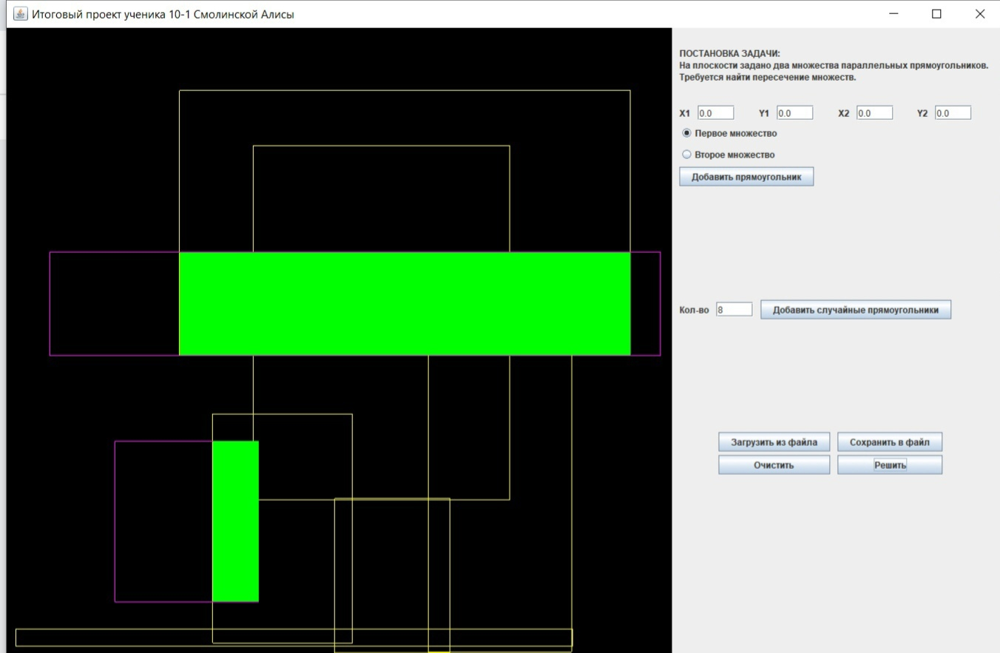 Итоговый проект ученика 10-1 Смолинской Алисы
ПОСТАНОВКА ЗАДАЧИ:
На плоскости задано два множества параллельных прямоугольников.
Требуется найти пересечение множеств.
X1 0.0 Y1 0.0 X2 0.0 Y2 0.0
Первое множество
Второе множество
Добавить прямоугольник
Кол-во 8 Добавить случайные прямоугольники
Загрузить из файла Сохранить в файл
Очистить Решить